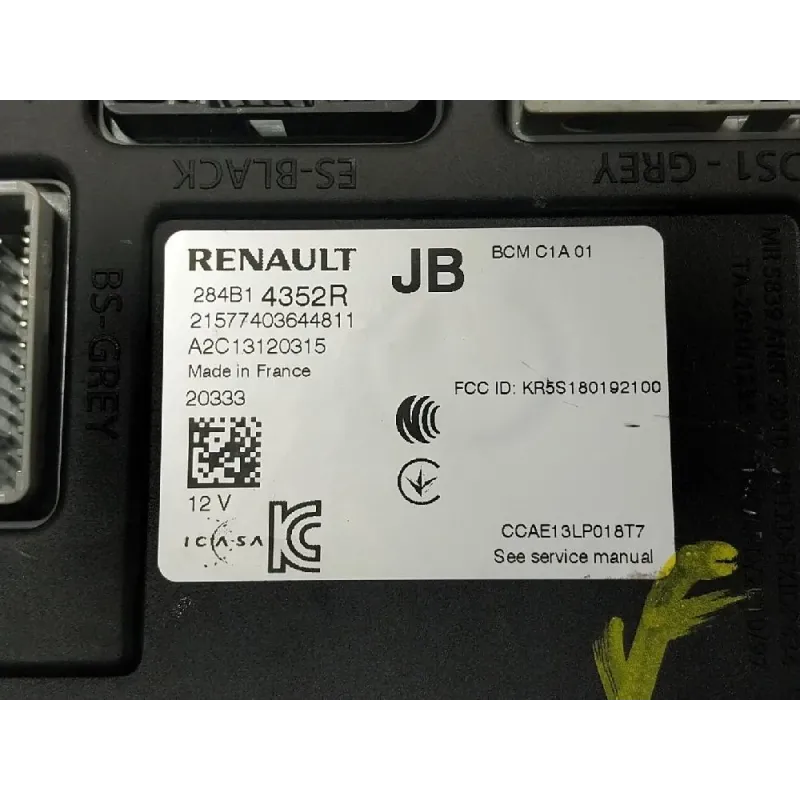 ES-BLACK
DS1 - GREY
BS-GREY
RENAULT
JB
BCM C1A 01
284B1 4352R
21577403644811
A2C13120315
Made in France
20333
FCC ID: KR5S180192100
12 V
ICASA
CCAE13LP018T7
See service manual